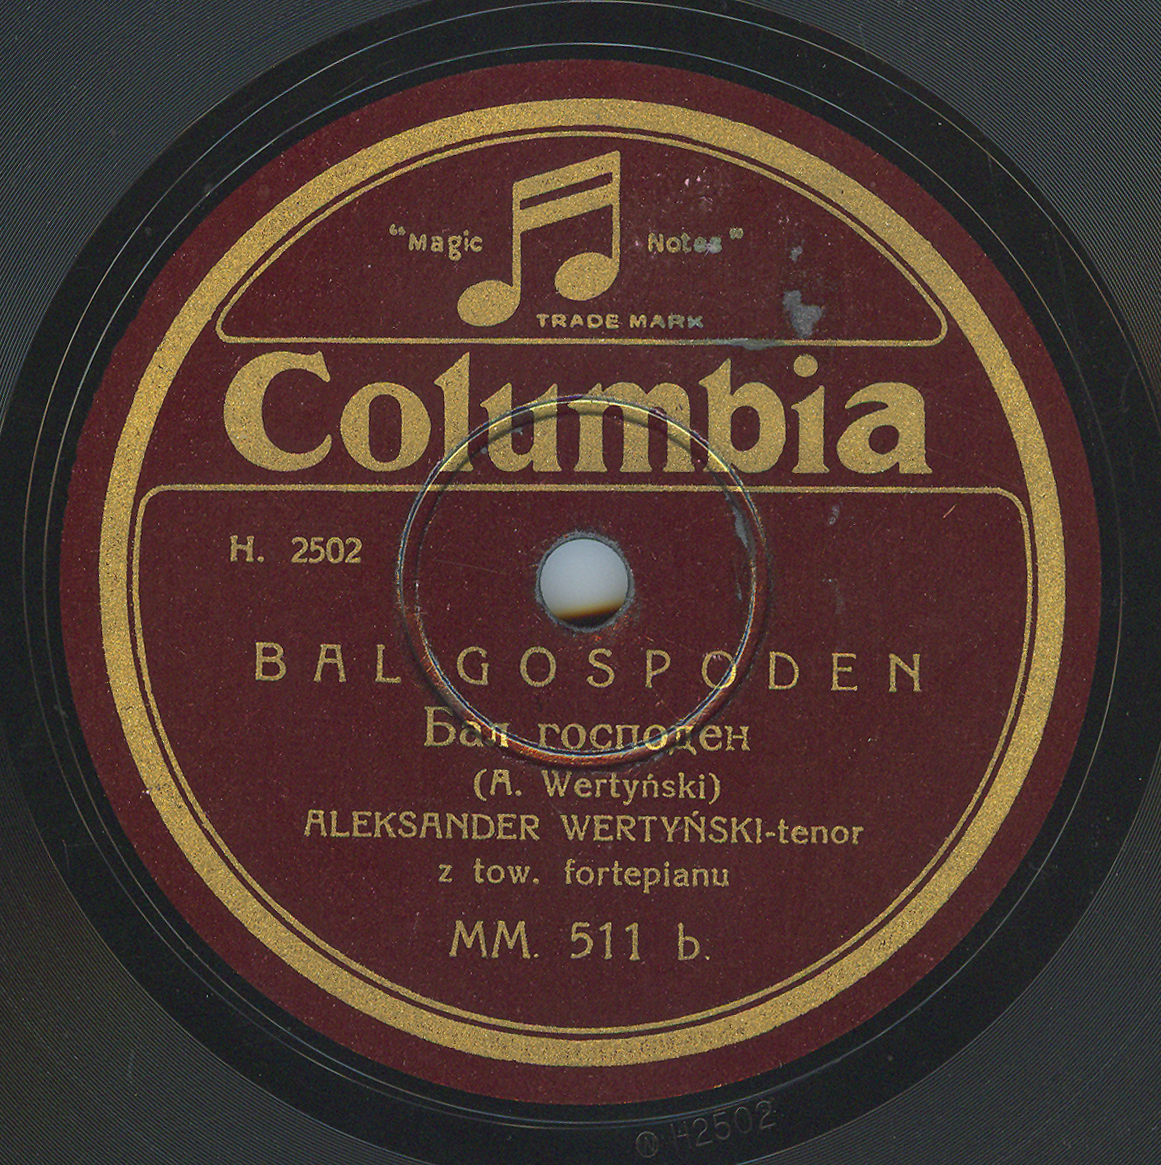 "Magic Notes"
TRADE MARK
Columbia
H. 2502
BAL GOSPODEN
Бал господен
(A. Wertyński)
ALEKSANDER WERTYŃSKI-tenor
z tow. fortepianu
MM. 511 b.
W H2502